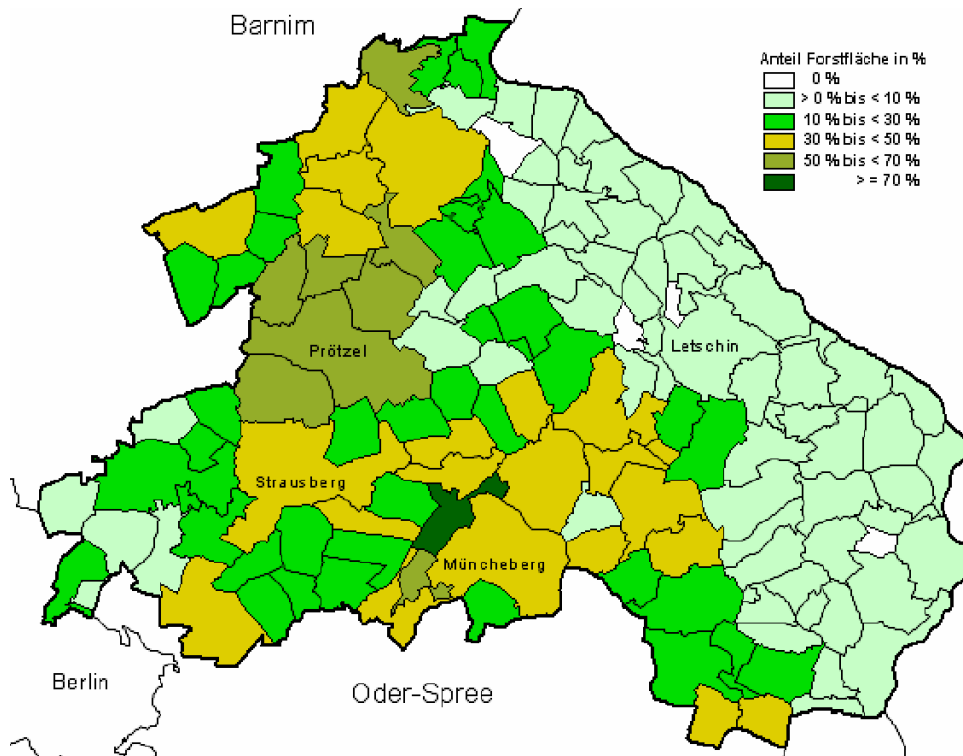 Barnim
Anteil Forstfläche in %
0 %
> 0 % bis < 10 %
10 % bis < 30 %
30 % bis < 50 %
50 % bis < 70 %
> = 70 %
Prötzel
Letschin
Strausberg
Müncheberg
Berlin
Oder-Spree